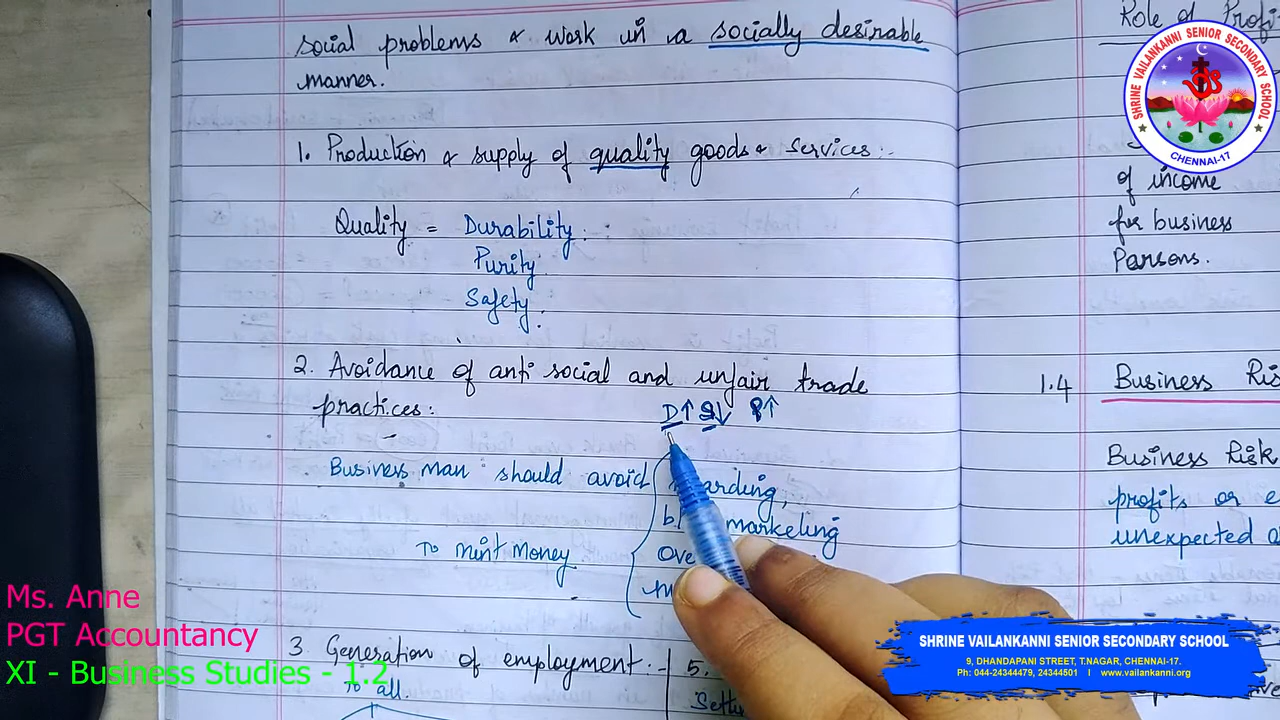 social problems & work in a socially desirable
manner.
1. Production & supply of quality goods & services:-
Quality = Durability.
Purity
Safety.
2. Avoidance of anti social and unfair trade
practices:
D↑ S↓ P↑
Business man should avoid
marketing
To mint money
3. Generation of employment:-
To all.
5.
Role of Profi
of income
for business
Persons.
1.4 Business Ris
Business Risk
profits or e
unexpected
SHRINE VAILANKANNI SENIOR SECONDARY SCHOOL
CHENNAI-17
Ms. Anne
PGT Accountancy
XI - Business Studies - 1.2
SHRINE VAILANKANNI SENIOR SECONDARY SCHOOL
9, DHANDAPANI STREET, T.NAGAR, CHENNAI-17.
Ph: 044-24344479, 24344501 | www.vailankanni.org